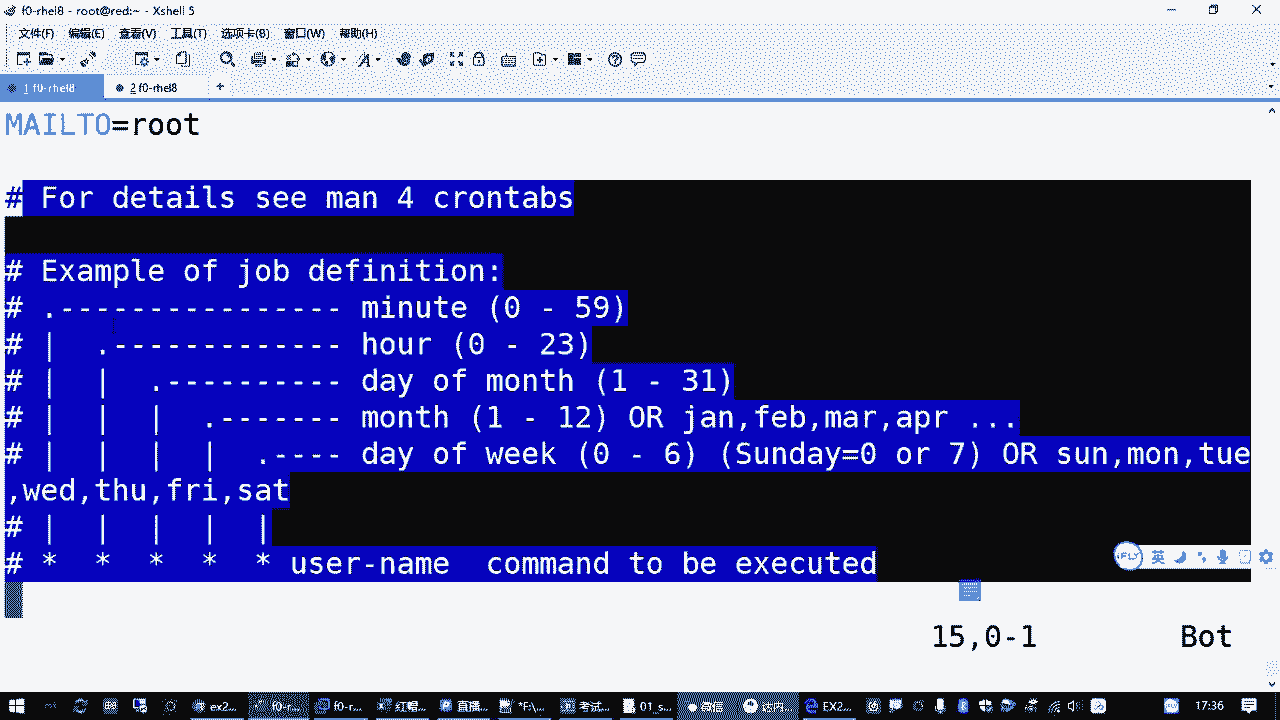 f0-rhel8 - root@red:~ - Xshell 5
文件(F) 编辑(E) 查看(V) 工具(T) 选项卡(B) 窗口(W) 帮助(H)
1 f0-rhel8 2 f0-rhel8 +
MAILTO=root
# For details see man 4 crontabs
# Example of job definition:
# .---------------- minute (0 - 59)
# | .------------- hour (0 - 23)
# | | .---------- day of month (1 - 31)
# | | | .------- month (1 - 12) OR jan,feb,mar,apr ...
# | | | | .---- day of week (0 - 6) (Sunday=0 or 7) OR sun,mon,tue
,wed,thu,fri,sat
# | | | | |
# * * * * * user-name command to be executed
iFLY 英
15,0-1 Bot
ex2... f0-r... f0-r... 红帽... 直播... *F:\... 考试... 01_s... 微信 EX2... 17:36